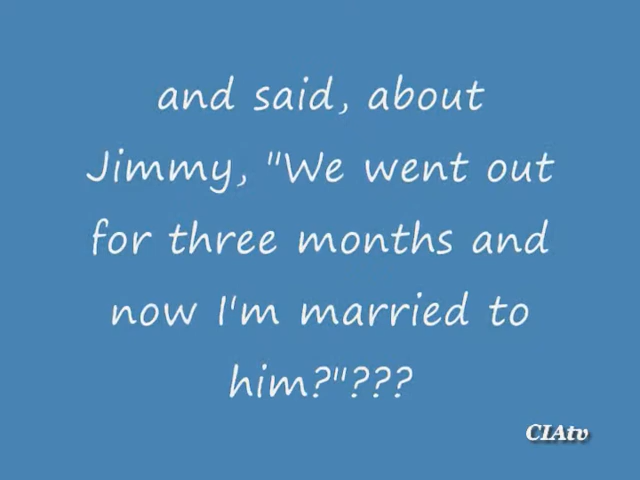 and said, about
Jimmy, "We went out
for three months and
now I'm married to
him?"???
CIAtv